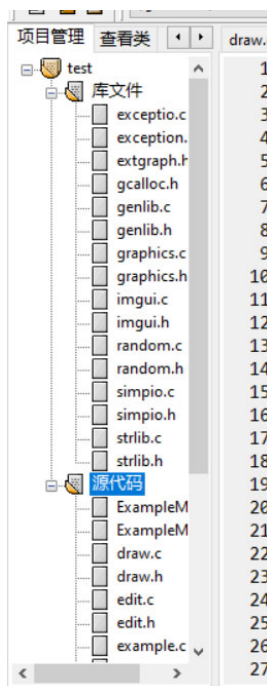 项目管理 查看类 draw.
test
库文件
exceptio.c
exception.
extgraph.h
gcalloc.h
genlib.c
genlib.h
graphics.c
graphics.h
imgui.c
imgui.h
random.c
random.h
simpio.c
simpio.h
strlib.c
strlib.h
源代码
ExampleM
ExampleM
draw.c
draw.h
edit.c
edit.h
example.c
1
2
3
4
5
6
7
8
9
10
11
12
13
14
15
16
17
18
19
20
21
22
23
24
25
26
27